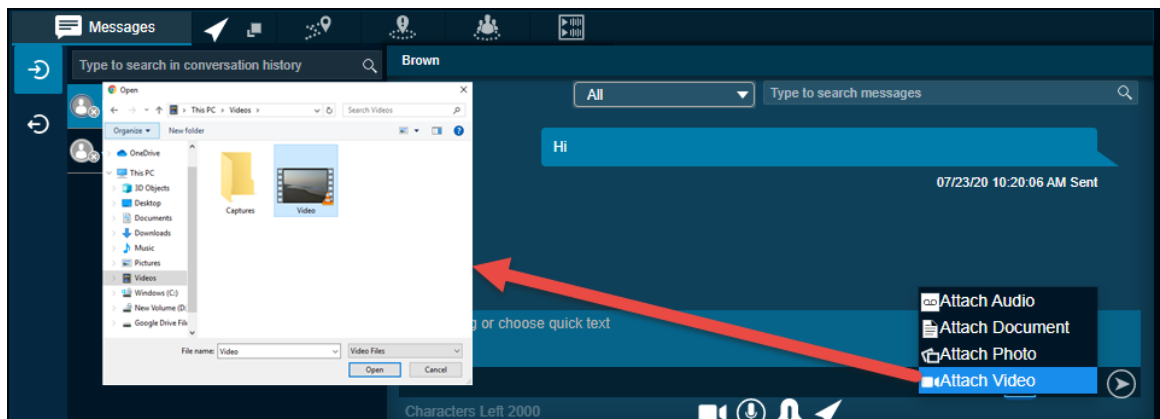 Messages
Type to search in conversation history
Brown
All
Type to search messages
Hi
07/23/20 10:20:06 AM Sent
Open
This PC > Videos >
Search Videos
Organize
New folder
OneDrive
This PC
3D Objects
Desktop
Documents
Downloads
Music
Pictures
Videos
Windows (C:)
New Volume (D:
Google Drive File
Captures
Video
File name: Video
Video Files
Open
Cancel
g or choose quick text
Attach Audio
Attach Document
Attach Photo
Attach Video
Characters Left 2000